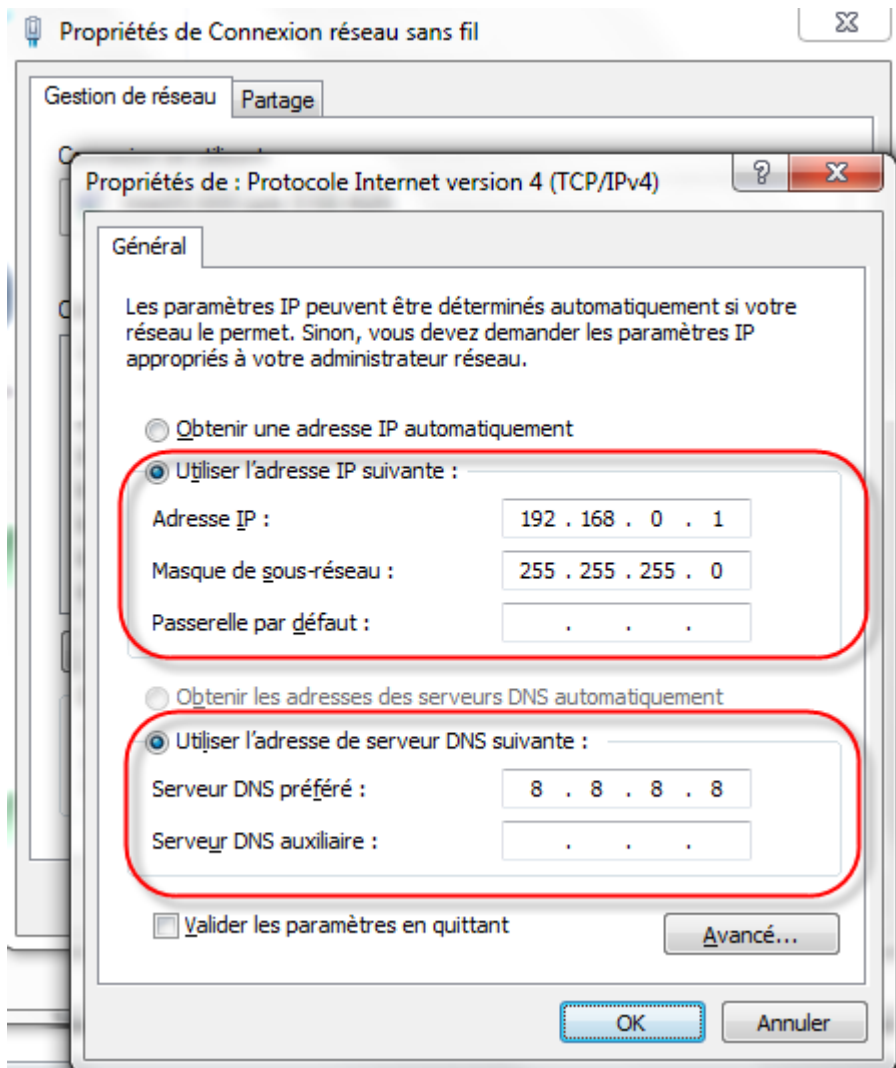 Propriétés de Connexion réseau sans fil
Gestion de réseau Partage
Propriétés de : Protocole Internet version 4 (TCP/IPv4)
Général
Les paramètres IP peuvent être déterminés automatiquement si votre
réseau le permet. Sinon, vous devez demander les paramètres IP
appropriés à votre administrateur réseau.
Obtenir une adresse IP automatiquement
Utiliser l'adresse IP suivante :
Adresse IP : 192 . 168 . 0 . 1
Masque de sous-réseau : 255 . 255 . 255 . 0
Passerelle par défaut : . . .
Obtenir les adresses des serveurs DNS automatiquement
Utiliser l'adresse de serveur DNS suivante :
Serveur DNS préféré : 8 . 8 . 8 . 8
Serveur DNS auxiliaire : . . .
Valider les paramètres en quittant
Avancé...
OK Annuler